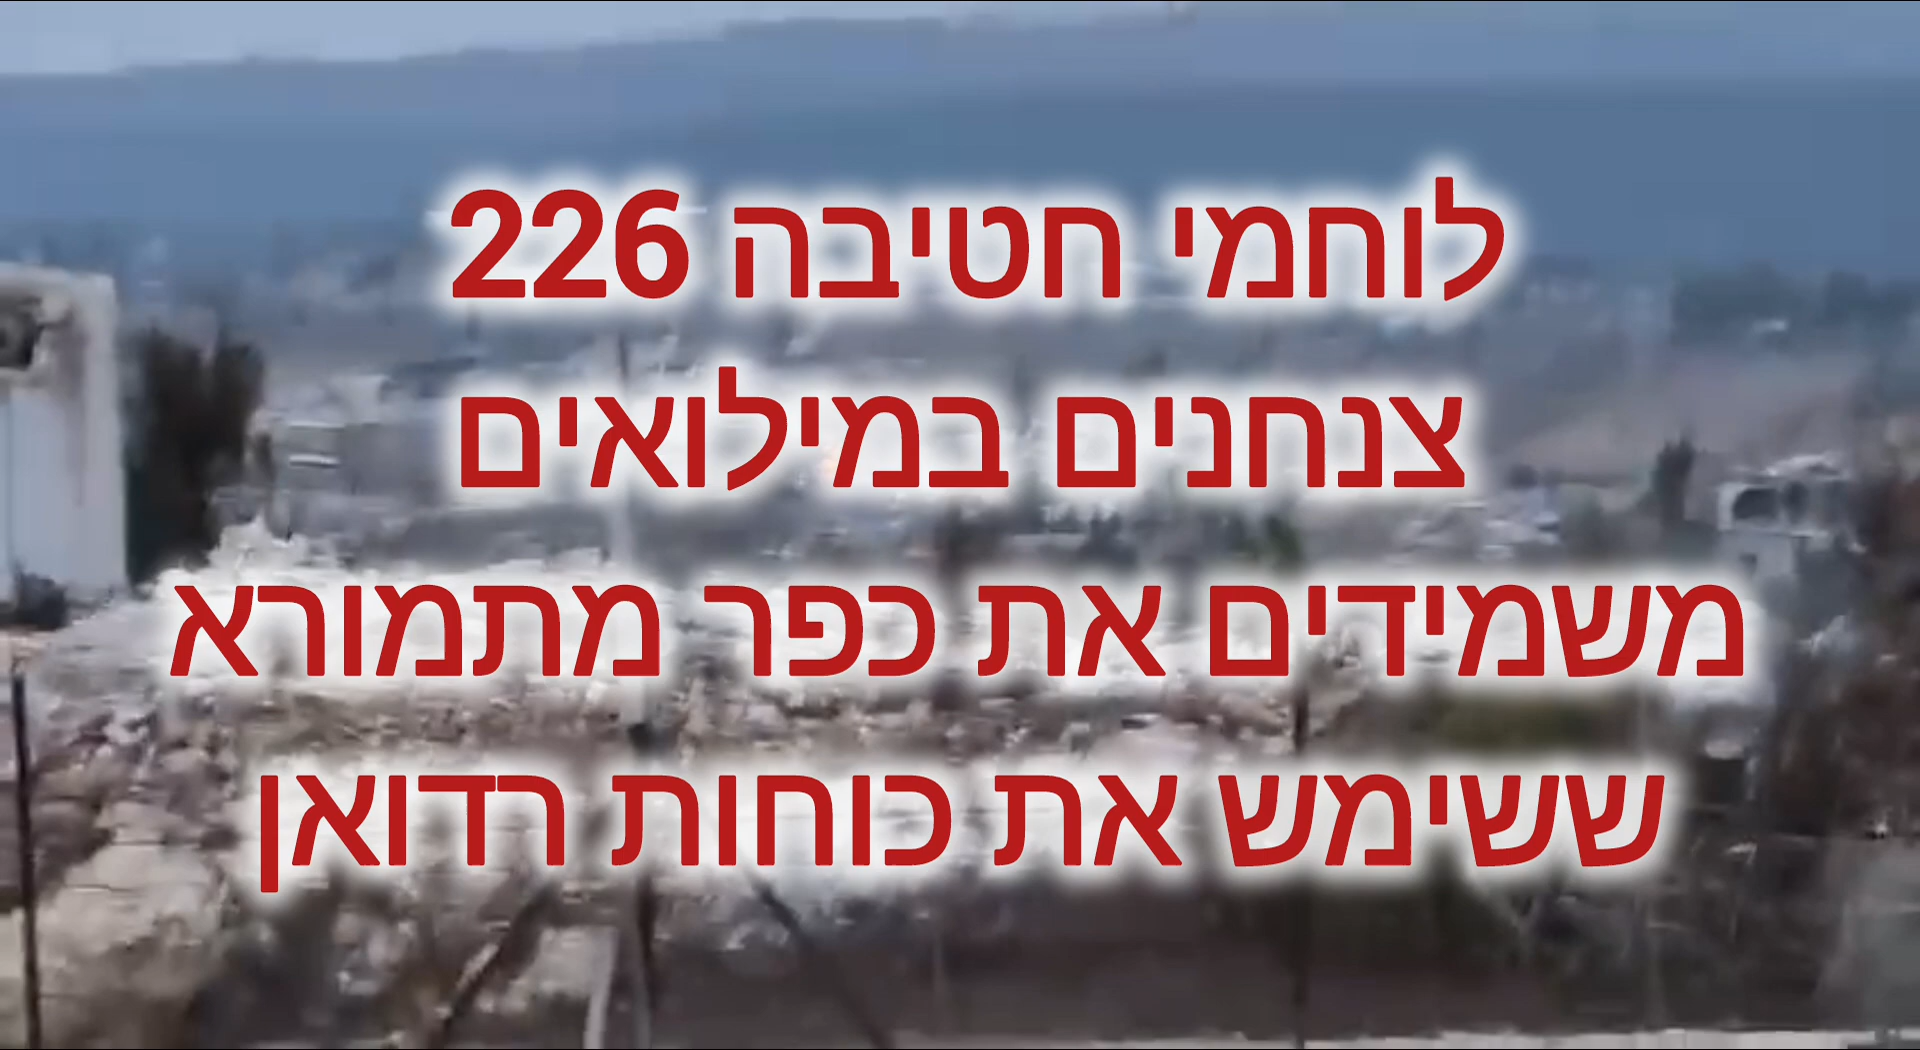 לוחמי חטיבה 226
צנחנים במילואים
משמידים את כפר מתמורא
ששימש את כוחות רדואן